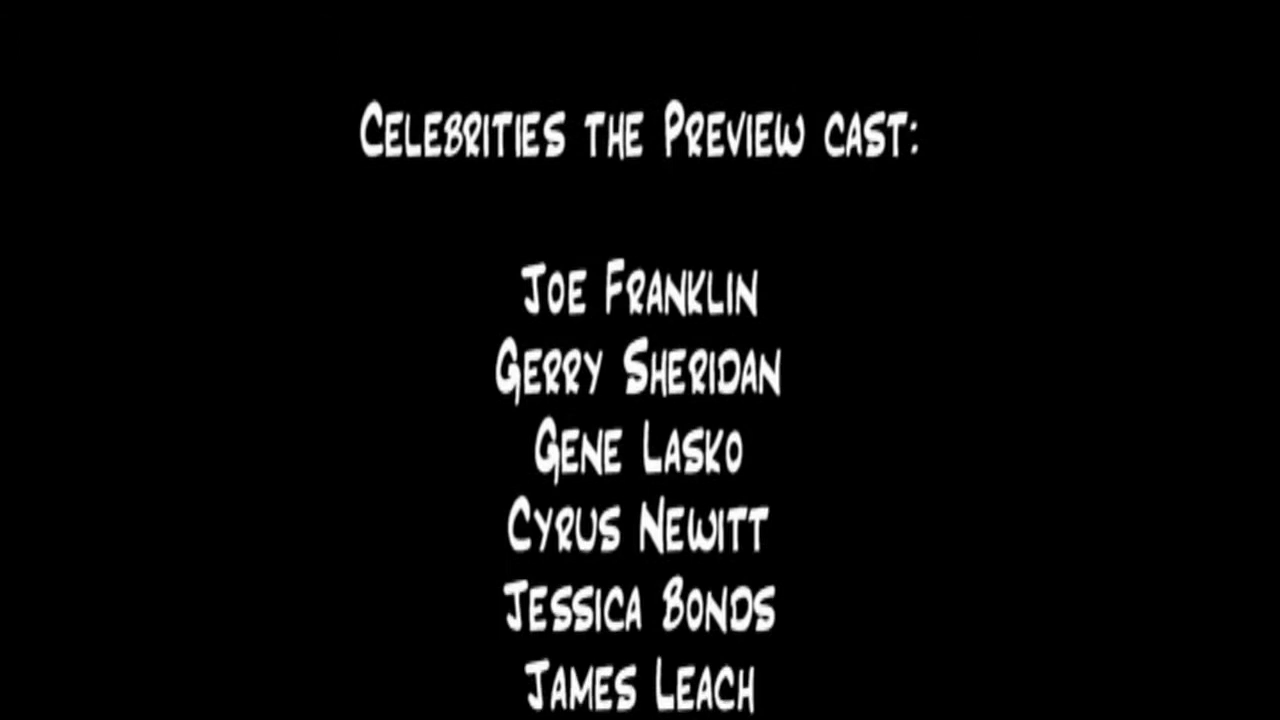 Celebrities the Preview cast:
Joe Franklin
Gerry Sheridan
Gene Lasko
Cyrus Newitt
Jessica Bonds
James Leach